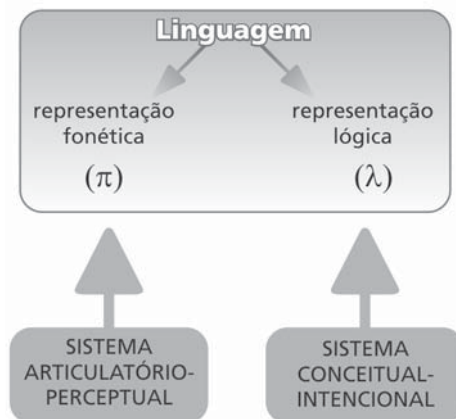 Linguagem
representação
fonética
(π)
representação
lógica
(λ)
SISTEMA
ARTICULATÓRIO-
PERCEPTUAL
SISTEMA
CONCEITUAL-
INTENCIONAL